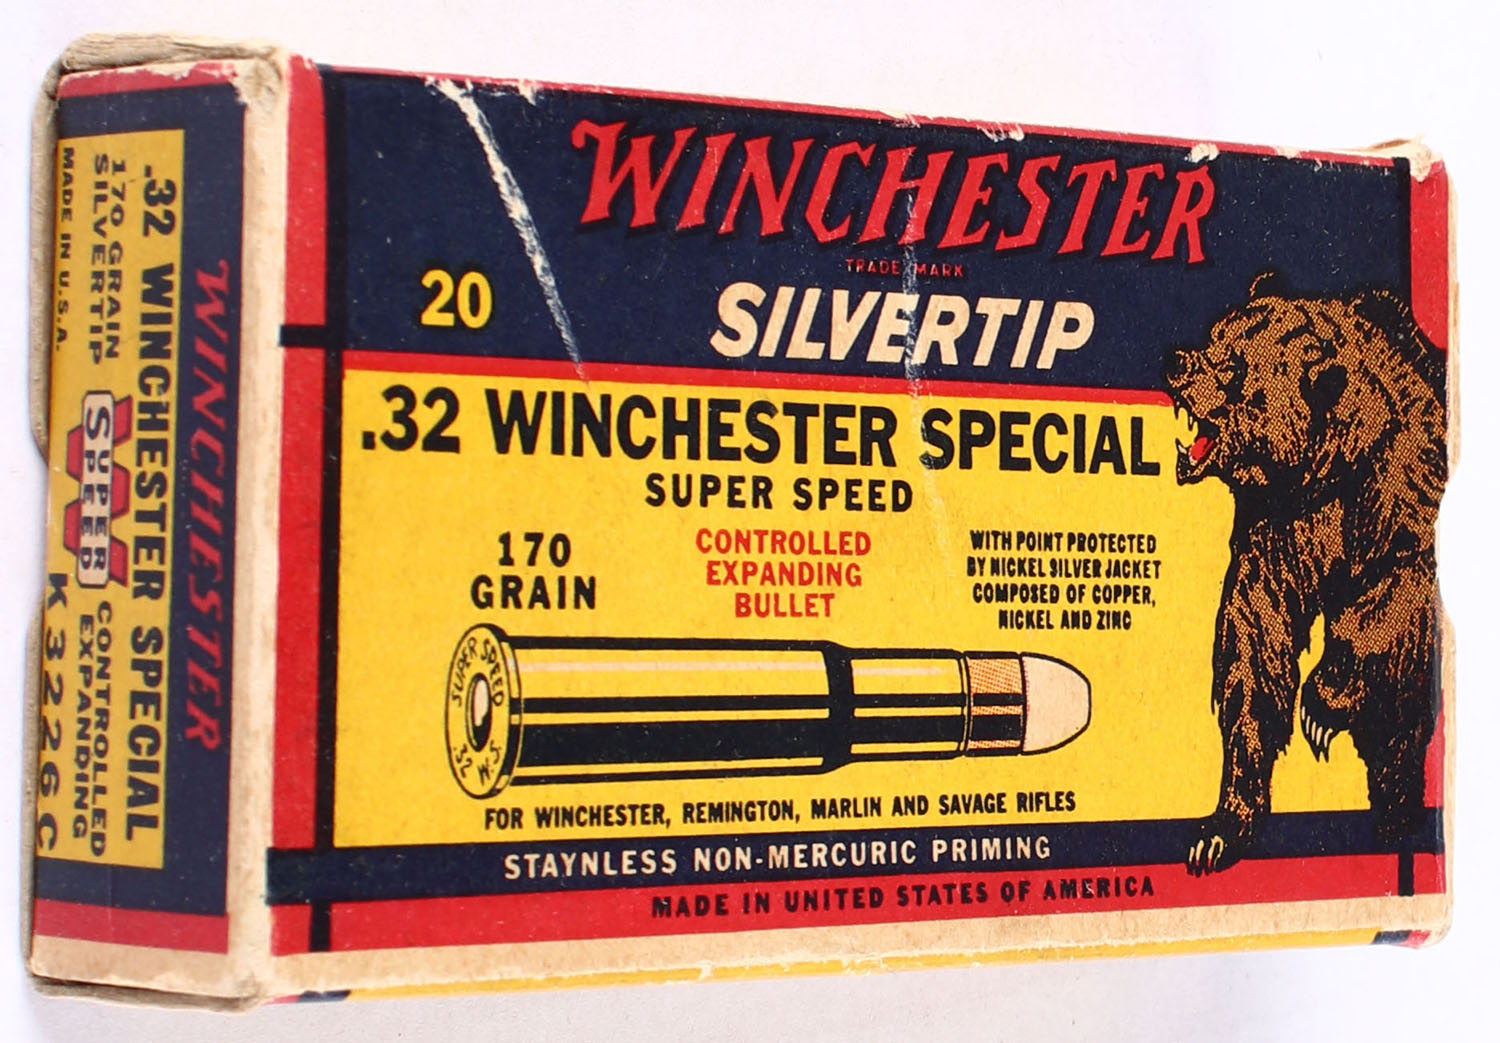 WINCHESTER
TRADE MARK
20
SILVERTIP
.32 WINCHESTER SPECIAL
SUPER SPEED
170
GRAIN
CONTROLLED
EXPANDING
BULLET
WITH POINT PROTECTED
BY NICKEL SILVER JACKET
COMPOSED OF COPPER,
NICKEL AND ZINC
SUPER SPEED
.32 W.S.
FOR WINCHESTER, REMINGTON, MARLIN AND SAVAGE RIFLES
STAYNLESS NON-MERCURIC PRIMING
MADE IN UNITED STATES OF AMERICA
WINCHESTER
.32 WINCHESTER SPECIAL
170 GRAIN
SILVERTIP
W
SUPER
SPEED
CONTROLLED
EXPANDING
MADE IN U.S.A.
K3226C